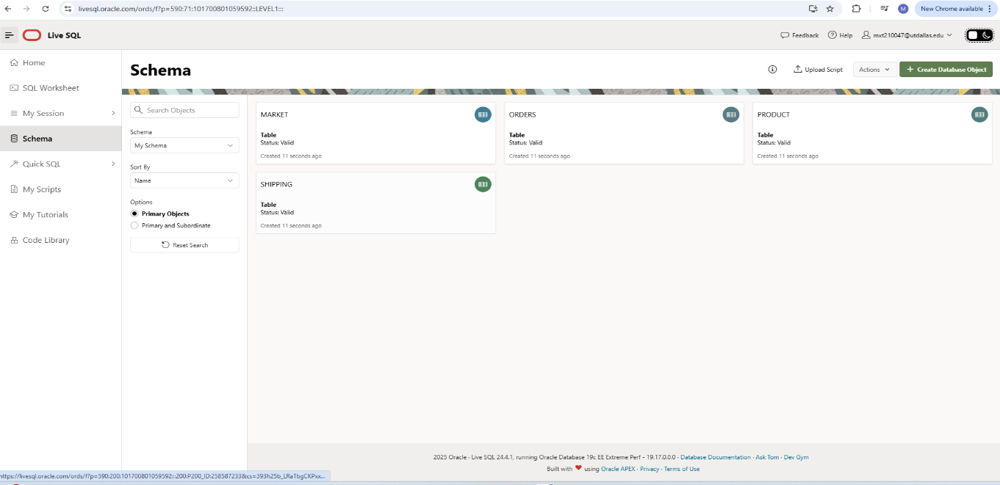 livesql.oracle.com/ords/f?p=590:71:101700801059592::LEVEL1:::
M
New Chrome available
Live SQL
Feedback
Help
mxt210047@utdallas.edu
Home
SQL Worksheet
My Session
Schema
Quick SQL
My Scripts
My Tutorials
Code Library
Schema
Upload Script
Actions
Create Database Object
Search Objects
Schema
My Schema
Sort By
Name
Options
Primary Objects
Primary and Subordinate
Reset Search
MARKET
Table
Status: Valid
Created 11 seconds ago
ORDERS
Table
Status: Valid
Created 11 seconds ago
PRODUCT
Table
Status: Valid
Created 11 seconds ago
SHIPPING
Table
Status: Valid
Created 11 seconds ago
2025 Oracle · Live SQL 24.4.1, running Oracle Database 19c EE Extreme Perf - 19.17.0.0.0 · Database Documentation · Ask Tom · Dev Gym
Built with ❤ using Oracle APEX · Privacy · Terms of Use
https://livesql.oracle.com/ords/f?p=590:200:101700801059592:::200:P200_ID:258587233&cs=393h25b_LRaTbgCKPxx...